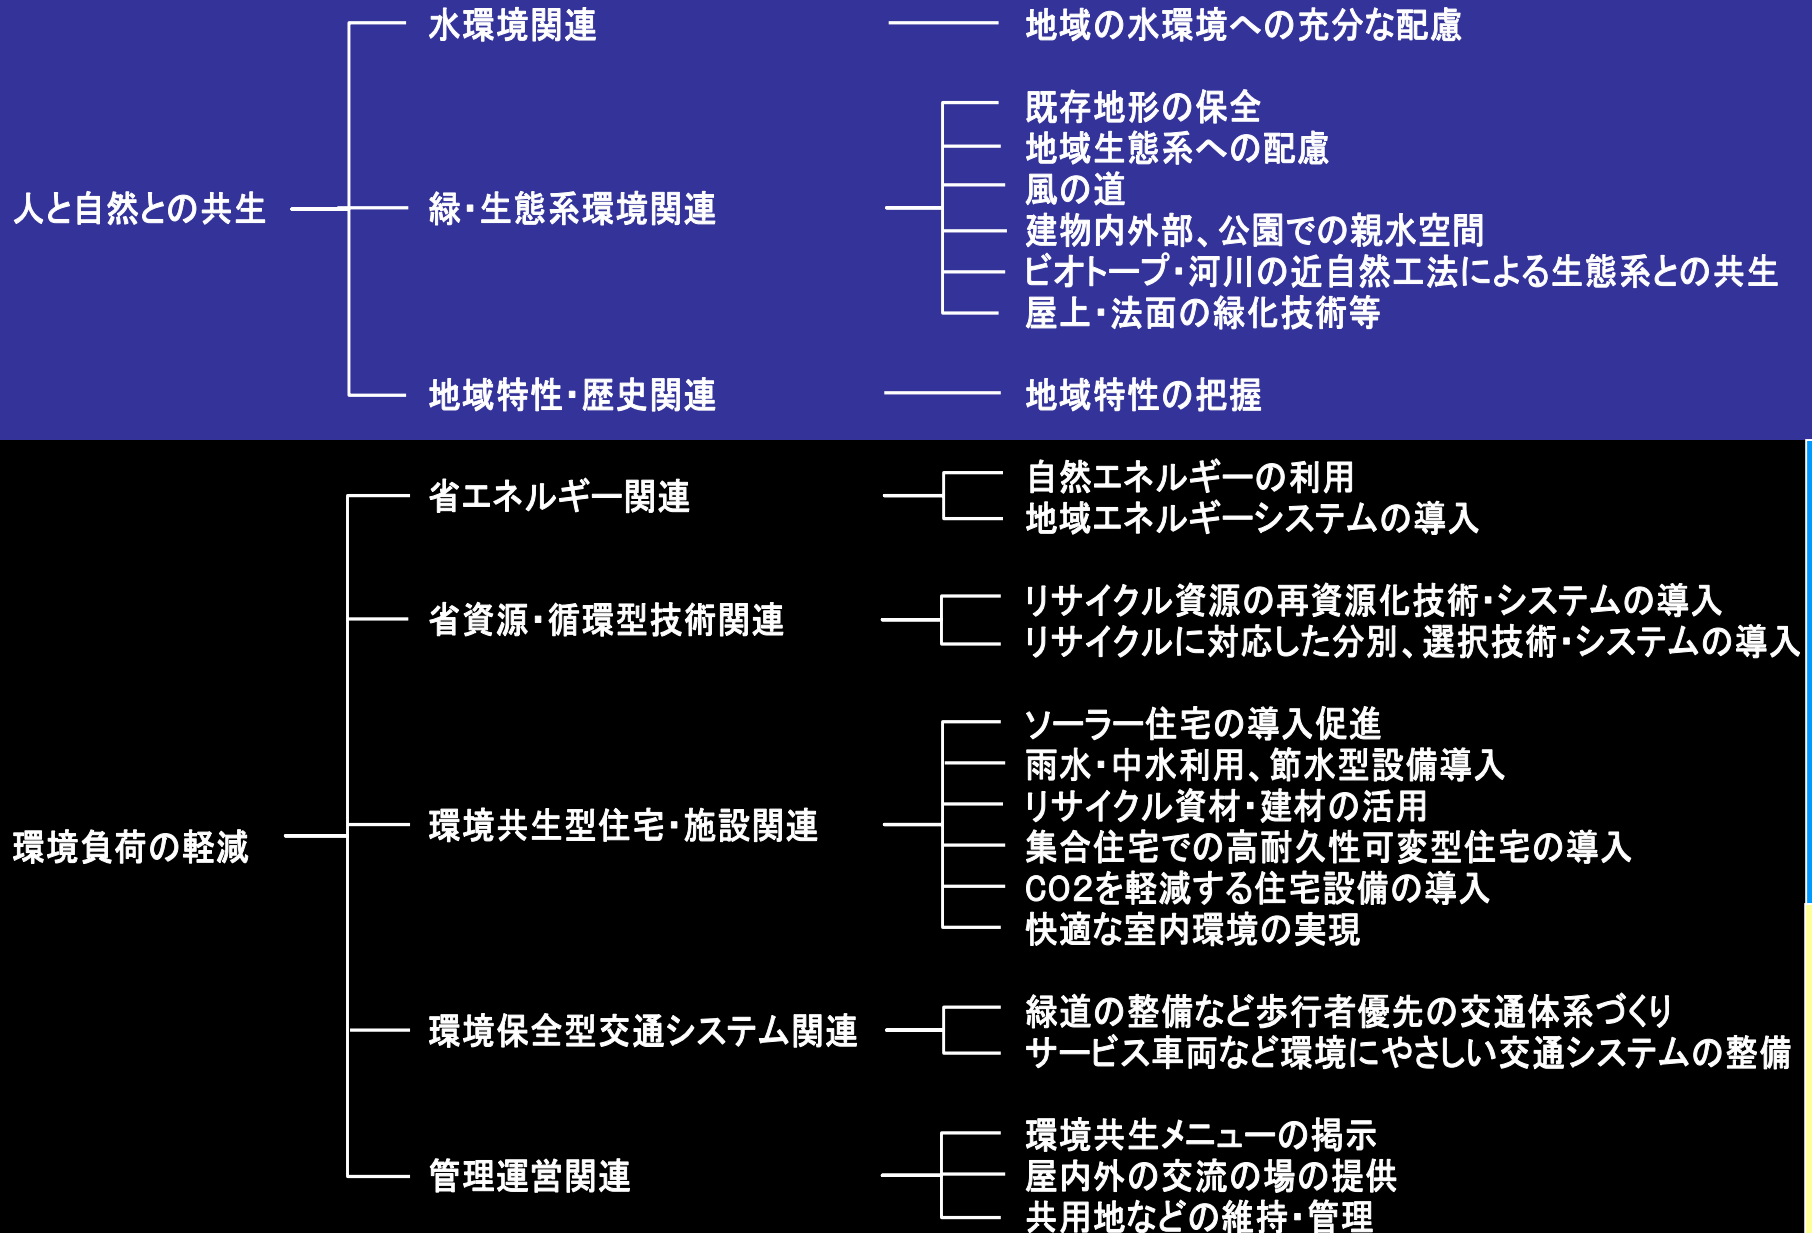 水環境関連
地域の水環境への充分な配慮
人と自然との共生
緑・生態系環境関連
既存地形の保全
地域生態系への配慮
風の道
建物内外部、公園での親水空間
ビオトープ・河川の近自然工法による生態系との共生
屋上・法面の緑化技術等
地域特性・歴史関連
地域特性の把握
環境負荷の軽減
省エネルギー関連
自然エネルギーの利用
地域エネルギーシステムの導入
省資源・循環型技術関連
リサイクル資源の再資源化技術・システムの導入
リサイクルに対応した分別、選択技術・システムの導入
環境共生型住宅・施設関連
ソーラー住宅の導入促進
雨水・中水利用、節水型設備導入
リサイクル資材・建材の活用
集合住宅での高耐久性可変型住宅の導入
CO2を軽減する住宅設備の導入
快適な室内環境の実現
環境保全型交通システム関連
緑道の整備など歩行者優先の交通体系づくり
サービス車両など環境にやさしい交通システムの整備
管理運営関連
環境共生メニューの掲示
屋内外の交流の場の提供
共用地などの維持・管理